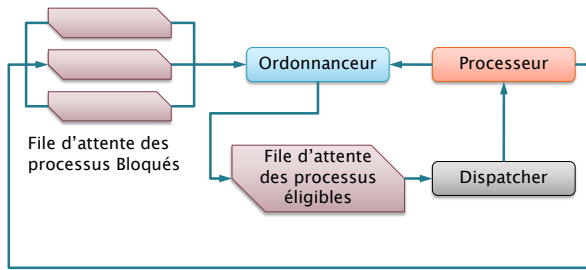 Ordonnanceur
Processeur
File d'attente des
processus Bloqués
File d'attente
des processus
éligibles
Dispatcher